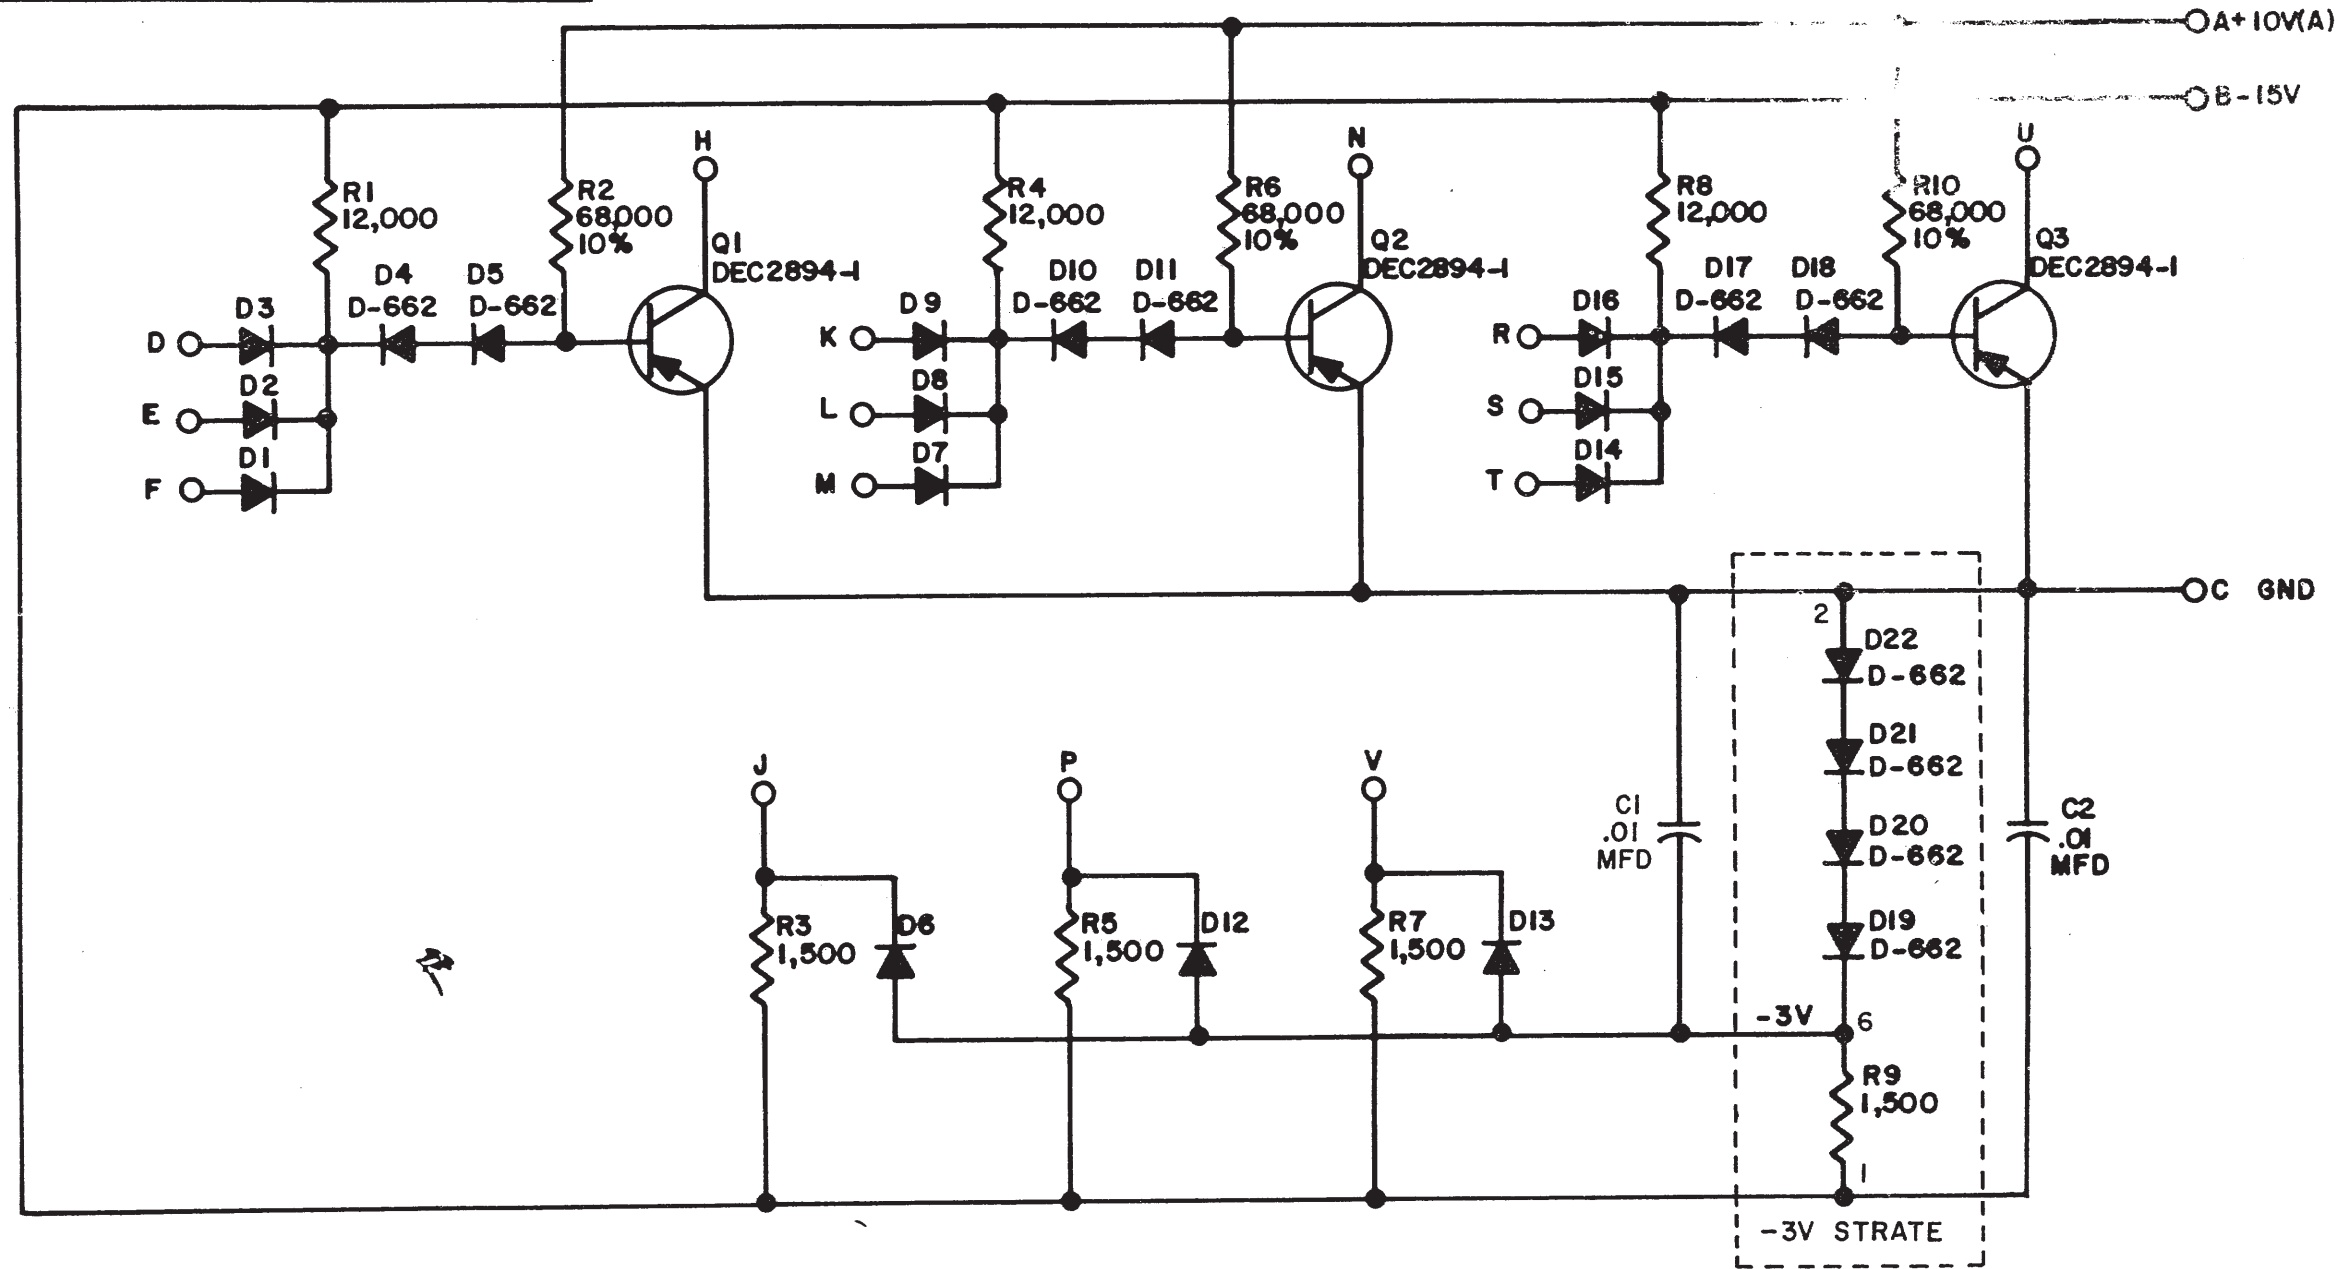 A+10V(A)
B-15V
H
N
U
R1
12,000
R2
68,000
10%
R4
12,000
R6
68,000
10%
R8
12,000
R10
68,000
10%
Q1
DEC2894-1
Q2
DEC2894-1
Q3
DEC2894-1
D3
D4
D-662
D5
D-662
D9
D10
D-662
D11
D-662
D16
D17
D-662
D18
D-662
D
K
R
D2
D8
D15
E
L
S
D1
D7
D14
F
M
T
C GND
2
D22
D-662
D21
D-662
D20
D-662
D19
D-662
J
P
V
C1
.01
MFD
C2
.01
MFD
R3
1,500
D6
R5
1,500
D12
R7
1,500
D13
-3V
6
R9
1,500
1
-3V STRATE